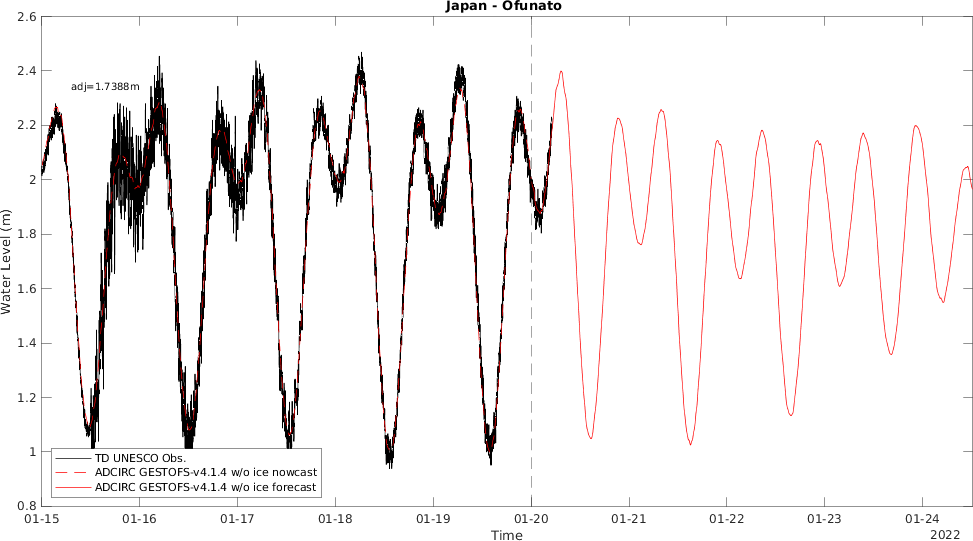 Japan - Ofunato
2.6
2.4
2.2
2
1.8
1.6
1.4
1.2
1
0.8
Water Level (m)
adj=1.7388m
TD UNESCO Obs.
ADCIRC GESTOFS-v4.1.4 w/o ice nowcast
ADCIRC GESTOFS-v4.1.4 w/o ice forecast
01-15 01-16 01-17 01-18 01-19 01-20 01-21 01-22 01-23 01-24
Time
2022